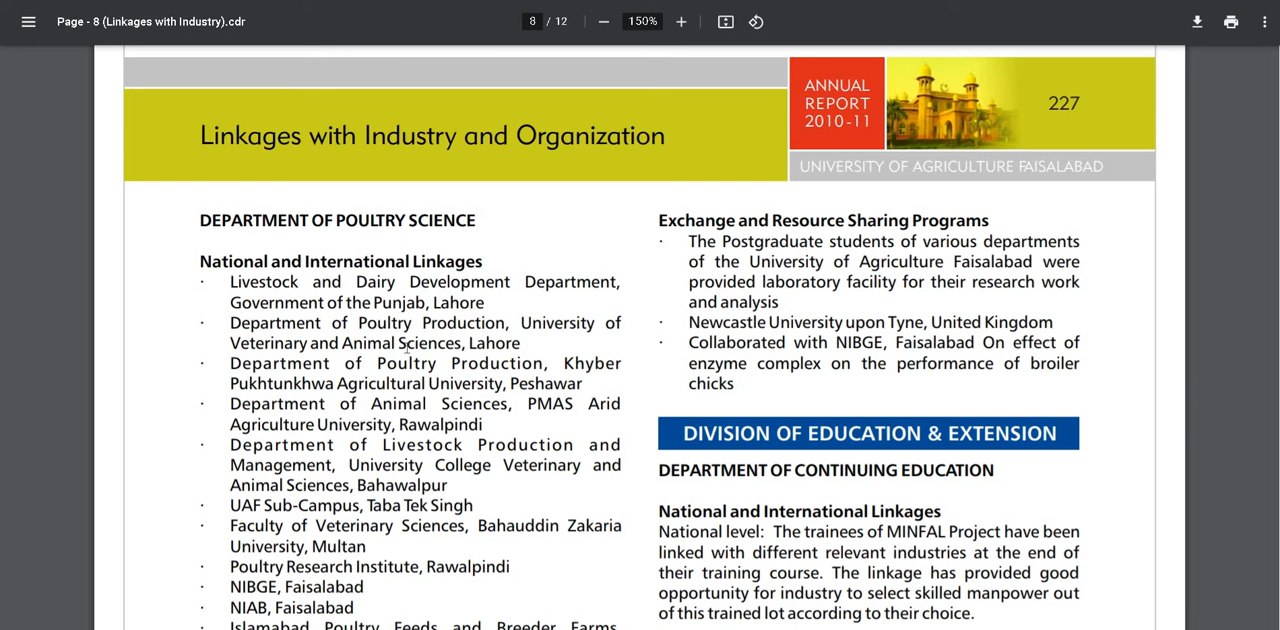 Page - 8 (Linkages with Industry).cdr
8 / 12
150%
ANNUAL
REPORT
2010-11
227
Linkages with Industry and Organization
UNIVERSITY OF AGRICULTURE FAISALABAD
DEPARTMENT OF POULTRY SCIENCE
National and International Linkages
· Livestock and Dairy Development Department,
Government of the Punjab, Lahore
· Department of Poultry Production, University of
Veterinary and Animal Sciences, Lahore
· Department of Poultry Production, Khyber
Pukhtunkhwa Agricultural University, Peshawar
· Department of Animal Sciences, PMAS Arid
Agriculture University, Rawalpindi
· Department of Livestock Production and
Management, University College Veterinary and
Animal Sciences, Bahawalpur
· UAF Sub-Campus, Taba Tek Singh
· Faculty of Veterinary Sciences, Bahauddin Zakaria
University, Multan
· Poultry Research Institute, Rawalpindi
· NIBGE, Faisalabad
· NIAB, Faisalabad
· Islamabad Poultry Feeds and Breeder Farms,
Exchange and Resource Sharing Programs
· The Postgraduate students of various departments
of the University of Agriculture Faisalabad were
provided laboratory facility for their research work
and analysis
· Newcastle University upon Tyne, United Kingdom
· Collaborated with NIBGE, Faisalabad On effect of
enzyme complex on the performance of broiler
chicks
DIVISION OF EDUCATION & EXTENSION
DEPARTMENT OF CONTINUING EDUCATION
National and International Linkages
National level: The trainees of MINFAL Project have been
linked with different relevant industries at the end of
their training course. The linkage has provided good
opportunity for industry to select skilled manpower out
of this trained lot according to their choice.